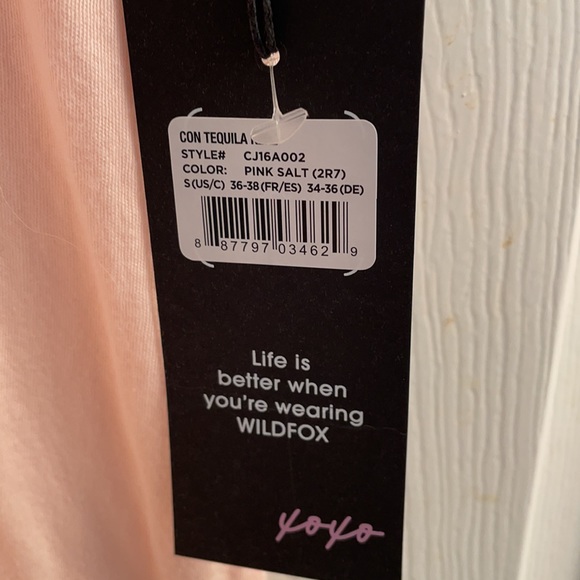 CON TEQUILA
STYLE# CJ16A002
COLOR: PINK SALT (2R7)
S(US/C) 36-38(FR/ES) 34-36(DE)
8 87797 03462 9
Life is
better when
you're wearing
WILDFOX
xoxo